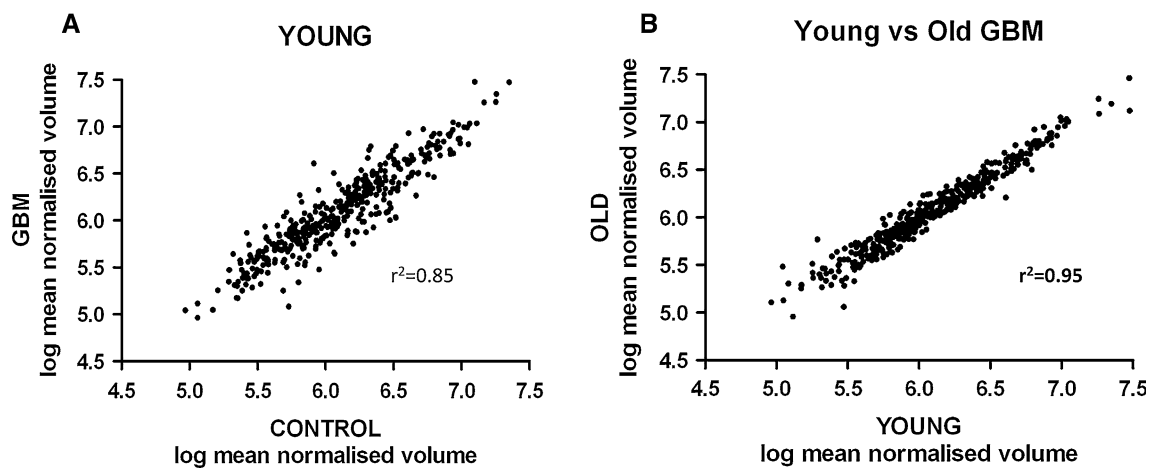 A
YOUNG
GBM
log mean normalised volume
7.5
7.0
6.5
6.0
5.5
5.0
4.5
r²=0.85
4.5 5.0 5.5 6.0 6.5 7.0 7.5
CONTROL
log mean normalised volume
B
Young vs Old GBM
OLD
log mean normalised volume
7.5
7.0
6.5
6.0
5.5
5.0
4.5
r²=0.95
4.5 5.0 5.5 6.0 6.5 7.0 7.5
YOUNG
log mean normalised volume